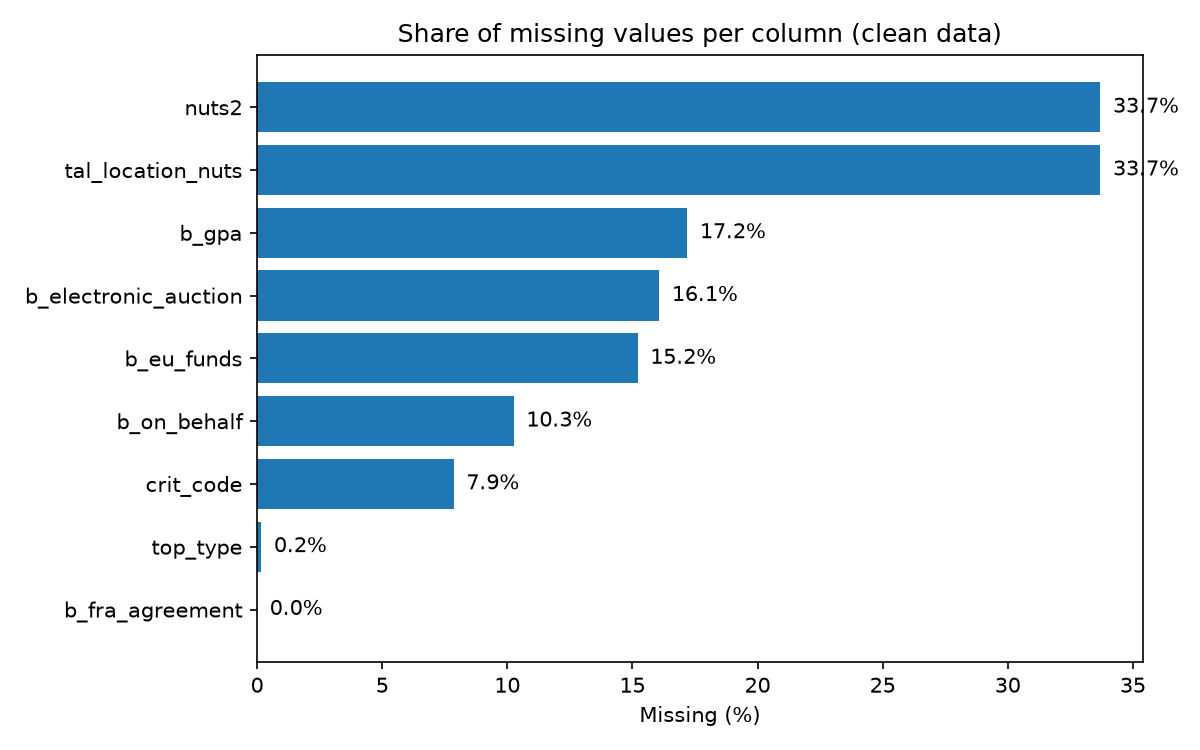 Share of missing values per column (clean data)
nuts2 33.7%
tal_location_nuts 33.7%
b_gpa 17.2%
b_electronic_auction 16.1%
b_eu_funds 15.2%
b_on_behalf 10.3%
crit_code 7.9%
top_type 0.2%
b_fra_agreement 0.0%
0 5 10 15 20 25 30 35
Missing (%)